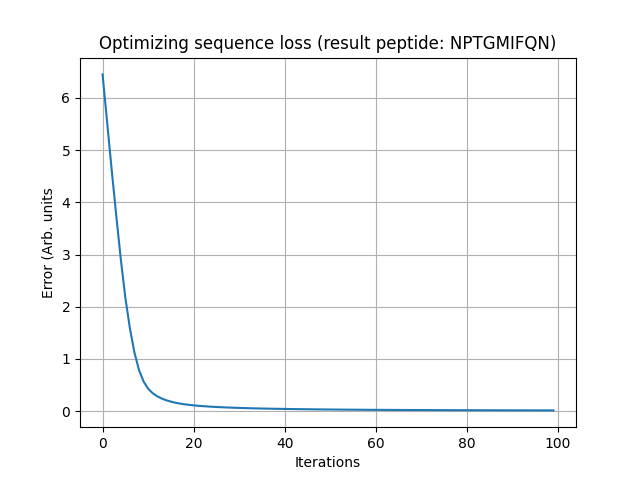 Optimizing sequence loss (result peptide: NPTGMIFQN)
6
5
4
3
2
1
0
Error (Arb. units
0 20 40 60 80 100
Iterations